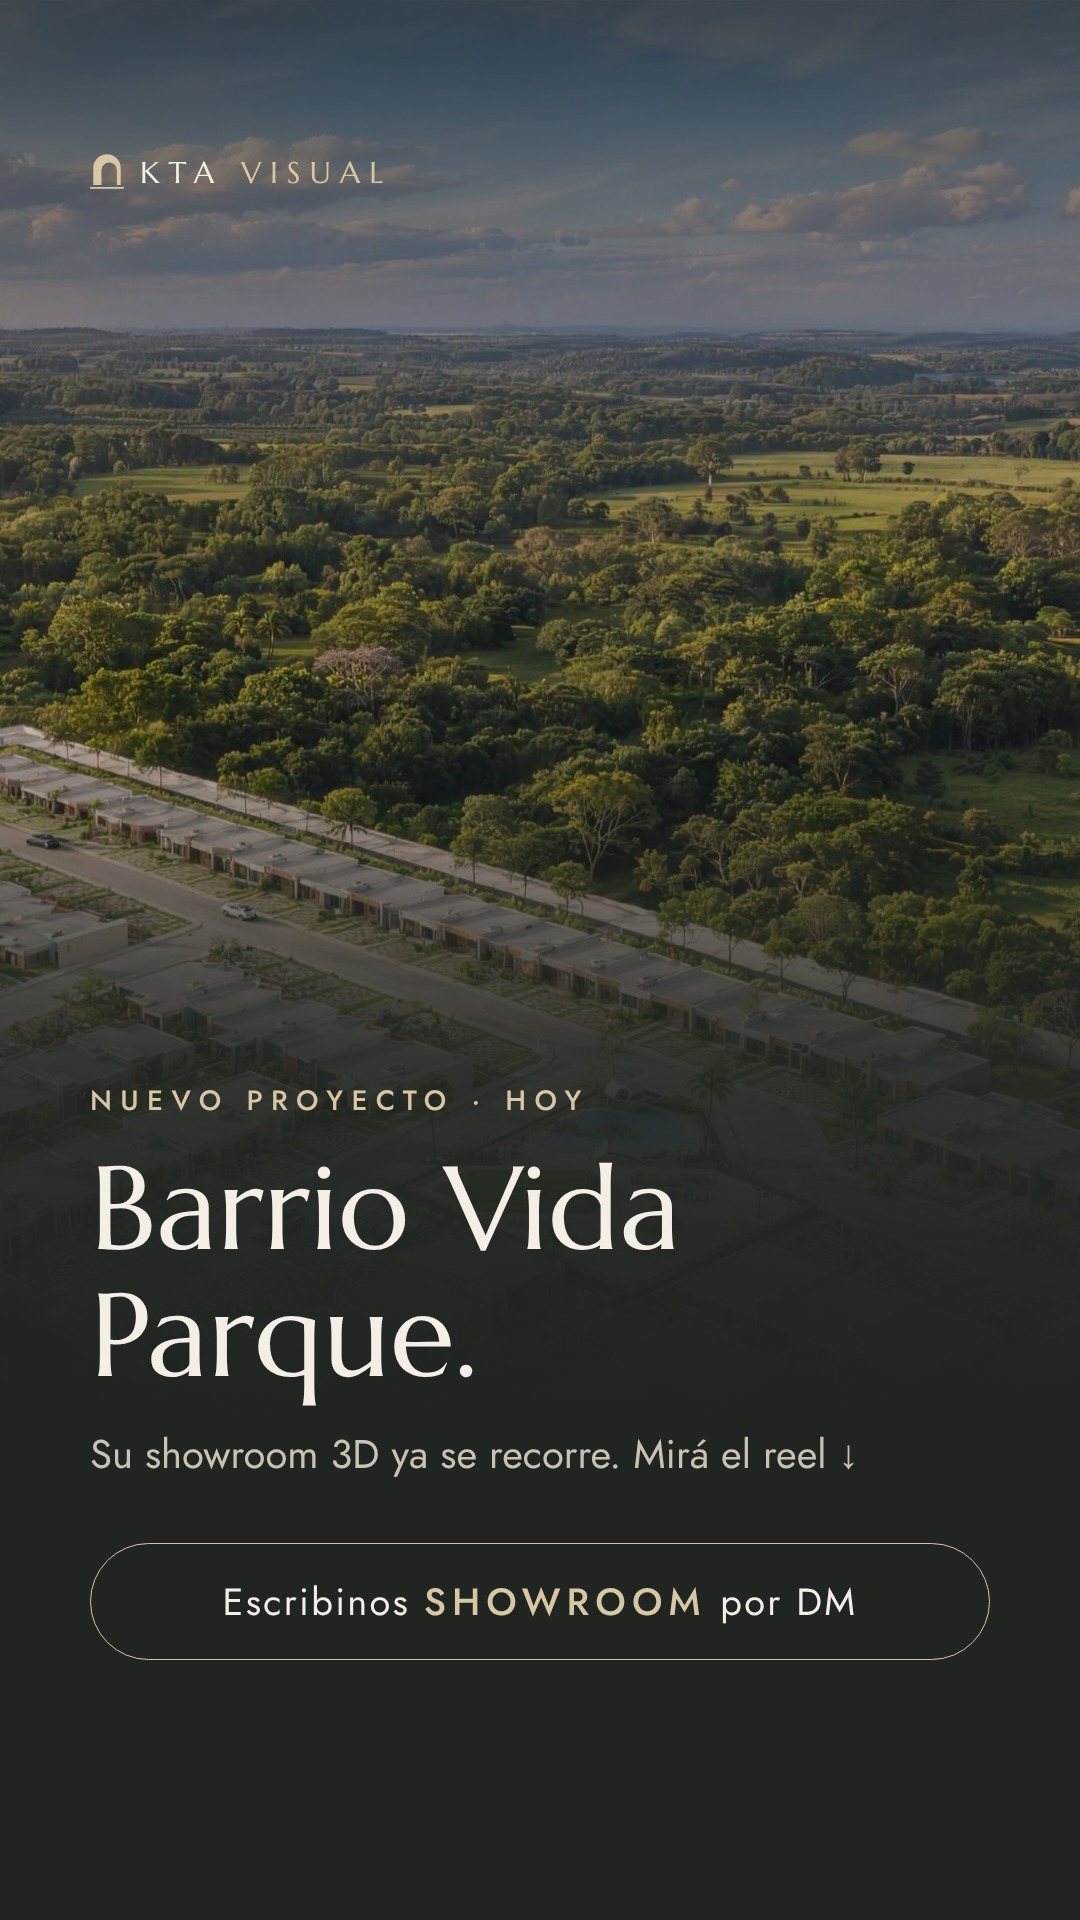 KTA VISUAL
NUEVO PROYECTO · HOY
Barrio Vida
Parque.
Su showroom 3D ya se recorre. Mirá el reel ↓
Escribinos SHOWROOM por DM